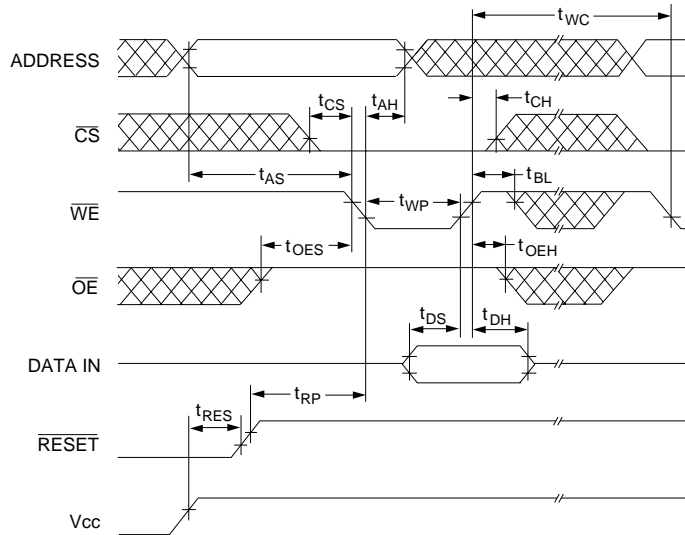 tWC
ADDRESS
tCS
tAH
tCH
CS
tAS
tBL
WE
tWP
tOES
tOEH
OE
tDS
tDH
DATA IN
tRP
tRES
RESET
Vcc